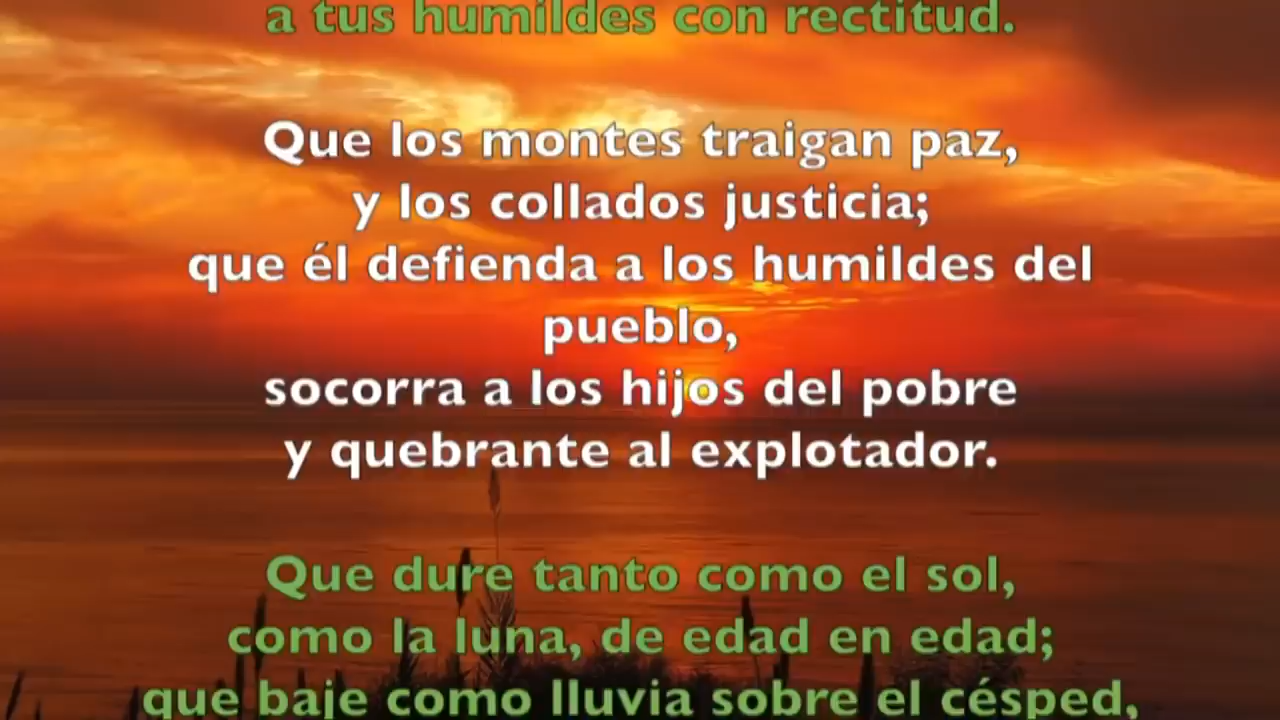 a tus humildes con rectitud.
Que los montes traigan paz,
y los collados justicia;
que él defienda a los humildes del
pueblo,
socorra a los hijos del pobre
y quebrante al explotador.
Que dure tanto como el sol,
como la luna, de edad en edad;
que baje como lluvia sobre el césped,